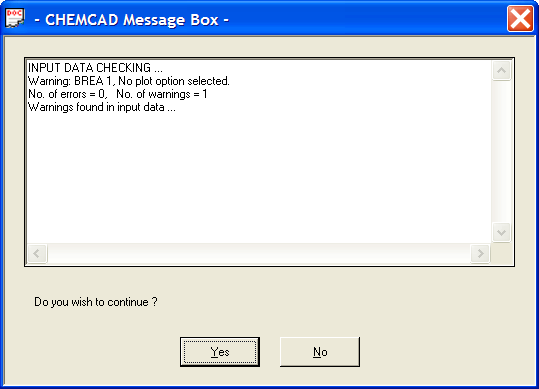 - CHEMCAD Message Box -
INPUT DATA CHECKING ...
Warning: BREA 1, No plot option selected.
No. of errors = 0,   No. of warnings = 1
Warnings found in input data ...
Do you wish to continue ?
Yes
No